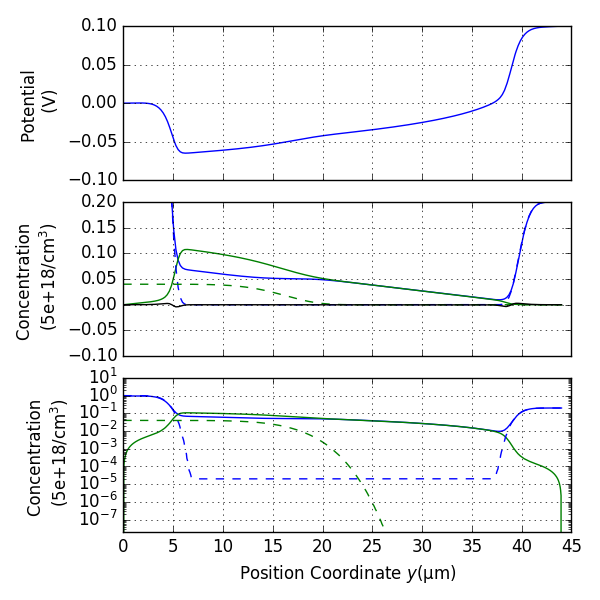 0.10
0.05
0.00
−0.05
−0.10
Potential
(V)
0.20
0.15
0.10
0.05
0.00
−0.05
−0.10
Concentration
(5e+18/cm³)
10¹
10⁰
10⁻¹
10⁻²
10⁻³
10⁻⁴
10⁻⁵
10⁻⁶
10⁻⁷
Concentration
(5e+18/cm³)
0 5 10 15 20 25 30 35 40 45
Position Coordinate y(μm)